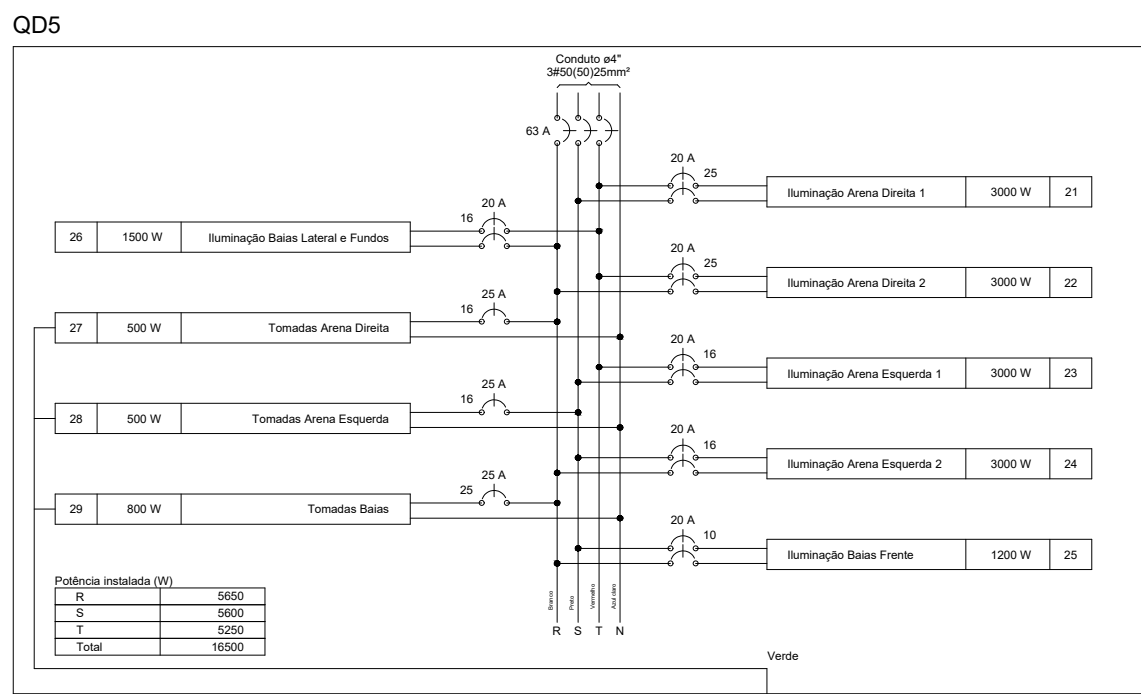 QD5
Conduto ø4"
3#50(50)25mm²
63 A
20 A
25
Iluminação Arena Direita 1 3000 W 21
20 A
16
26 1500 W Iluminação Baias Lateral e Fundos
20 A
25
Iluminação Arena Direita 2 3000 W 22
25 A
16
27 500 W Tomadas Arena Direita
20 A
16
Iluminação Arena Esquerda 1 3000 W 23
25 A
16
28 500 W Tomadas Arena Esquerda
20 A
16
Iluminação Arena Esquerda 2 3000 W 24
25 A
25
29 800 W Tomadas Baias
20 A
10
Iluminação Baias Frente 1200 W 25
Potência instalada (W)
R 5650
S 5600
T 5250
Total 16500
Branco Preto Vermelho Azul claro
R S T N
Verde